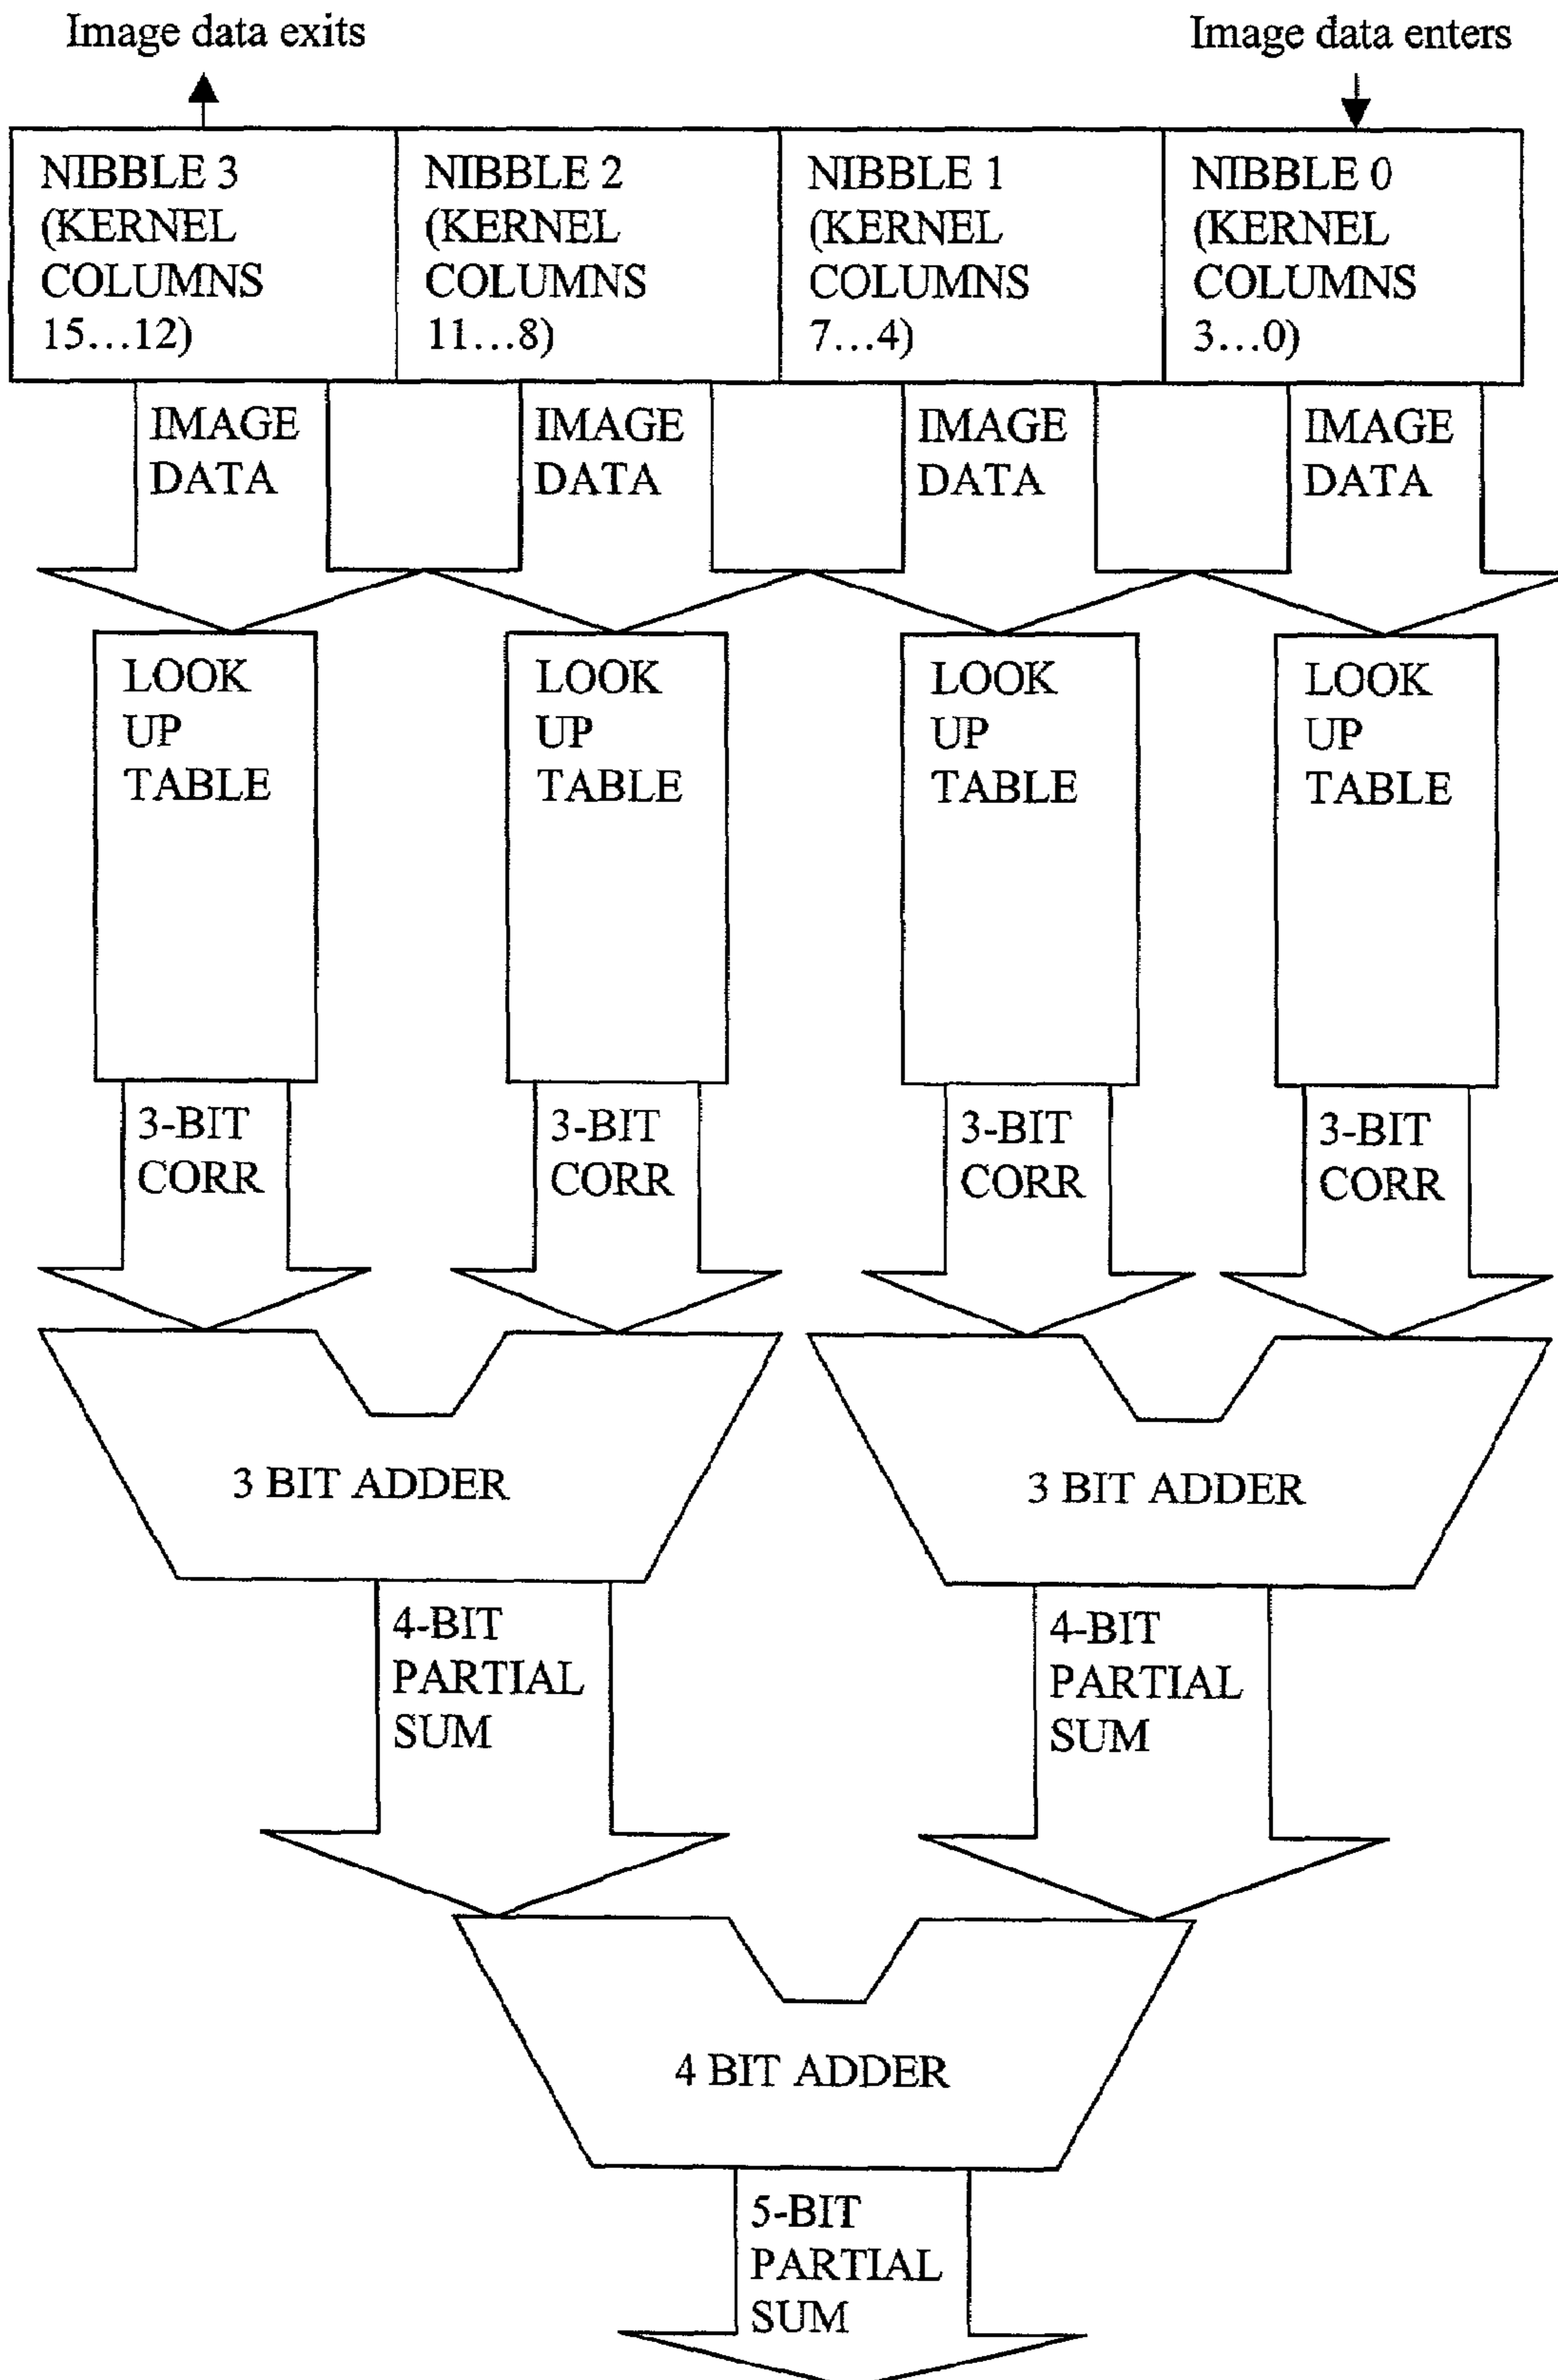 Image data exits
Image data enters
NIBBLE 3
(KERNEL
COLUMNS
15...12)
NIBBLE 2
(KERNEL
COLUMNS
11...8)
NIBBLE 1
(KERNEL
COLUMNS
7...4)
NIBBLE 0
(KERNEL
COLUMNS
3...0)
IMAGE
DATA
IMAGE
DATA
IMAGE
DATA
IMAGE
DATA
LOOK
UP
TABLE
LOOK
UP
TABLE
LOOK
UP
TABLE
LOOK
UP
TABLE
3-BIT
CORR
3-BIT
CORR
3-BIT
CORR
3-BIT
CORR
3 BIT ADDER
3 BIT ADDER
4-BIT
PARTIAL
SUM
4-BIT
PARTIAL
SUM
4 BIT ADDER
5-BIT
PARTIAL
SUM